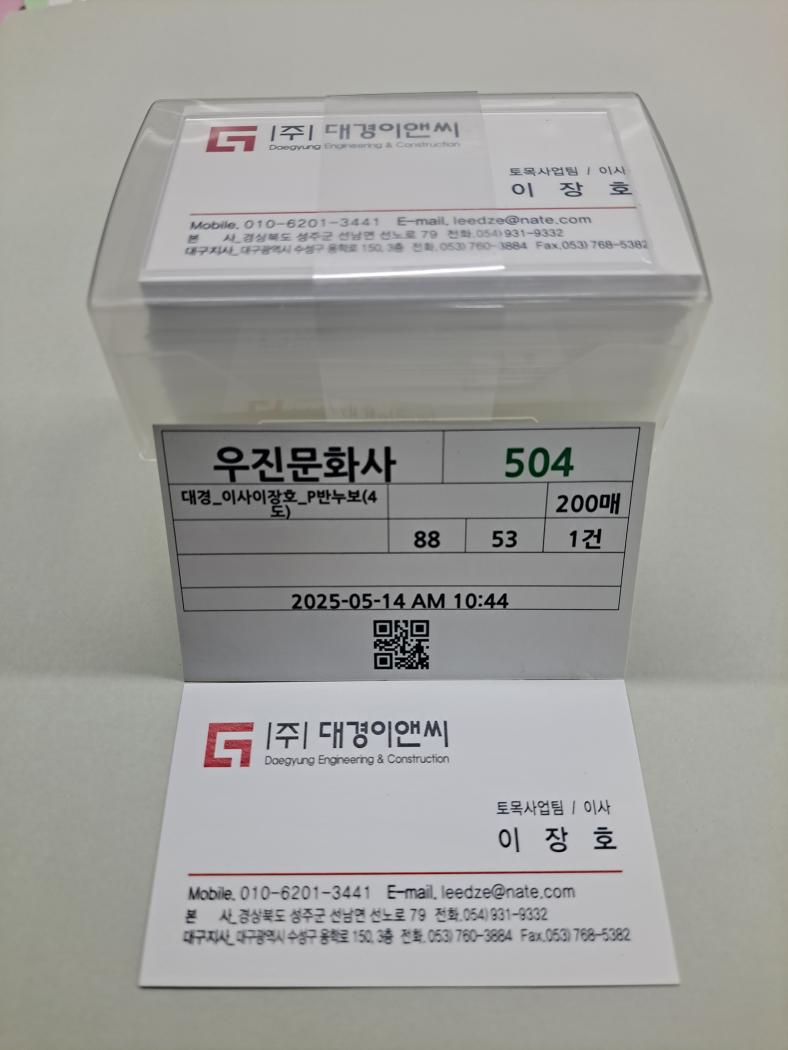 (주) 대경이앤씨
Daegyung Engineering & Construction
토목사업팀 / 이사
이 장 호
Mobile. 010-6201-3441 E-mail. leedze@nate.com
본 사_경상북도 성주군 선남면 선노로 79 전화.054)931-9332
대구지사_대구광역시 수성구 용학로 150, 3층 전화.053)760-3884 Fax.053)768-5382
우진문화사 504
대경_이사이장호_P반누보(4
도) 200매
88 53 1건
2025-05-14 AM 10:44
|주| 대경이앤씨
Daegyung Engineering & Construction
토목사업팀 / 이사
이 장 호
Mobile. 010-6201-3441 E-mail. leedze@nate.com
본 사_경상북도 성주군 선남면 선노로 79 전화.054)931-9332
대구지사_대구광역시 수성구 용학로 150, 3층 전화.053)760-3884 Fax.053)768-5382